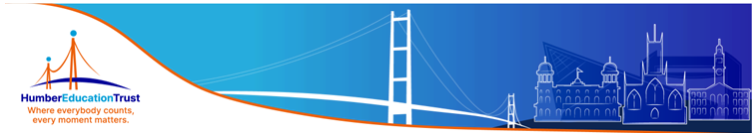 HumberEducationTrust
Where everybody counts,
every moment matters.